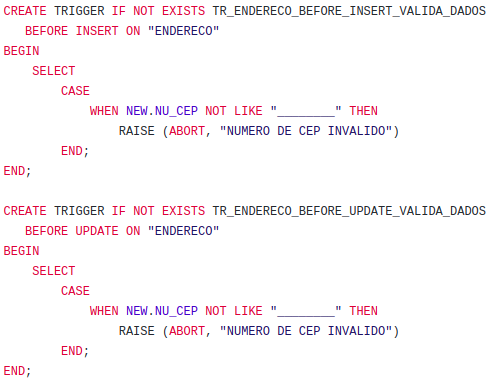 CREATE TRIGGER IF NOT EXISTS TR_ENDERECO_BEFORE_INSERT_VALIDA_DADOS
   BEFORE INSERT ON "ENDERECO"
BEGIN
    SELECT
        CASE
            WHEN NEW.NU_CEP NOT LIKE "________" THEN
                RAISE (ABORT, "NUMERO DE CEP INVALIDO")
        END;
END;

CREATE TRIGGER IF NOT EXISTS TR_ENDERECO_BEFORE_UPDATE_VALIDA_DADOS
   BEFORE UPDATE ON "ENDERECO"
BEGIN
    SELECT
        CASE
            WHEN NEW.NU_CEP NOT LIKE "________" THEN
                RAISE (ABORT, "NUMERO DE CEP INVALIDO")
        END;
END;